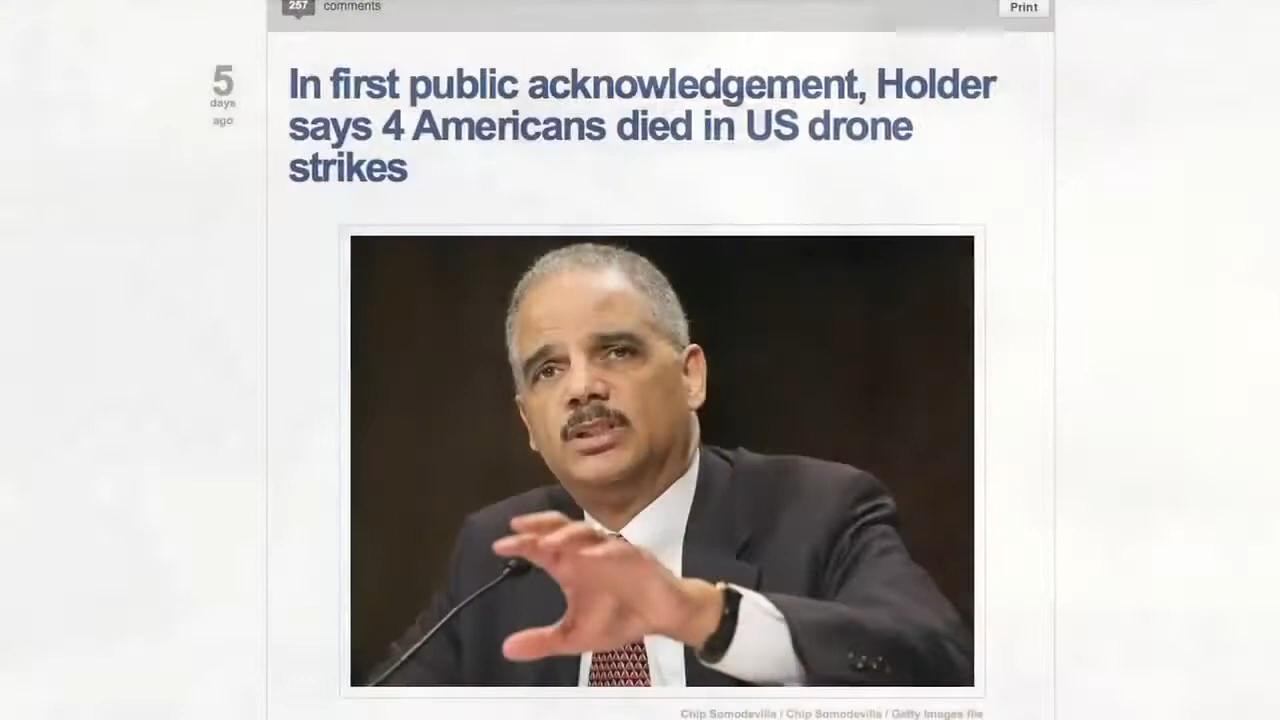 257 comments
Print
5
days
ago
In first public acknowledgement, Holder
says 4 Americans died in US drone
strikes
Chip Somodevilla / Chip Somodevilla / Getty Images file